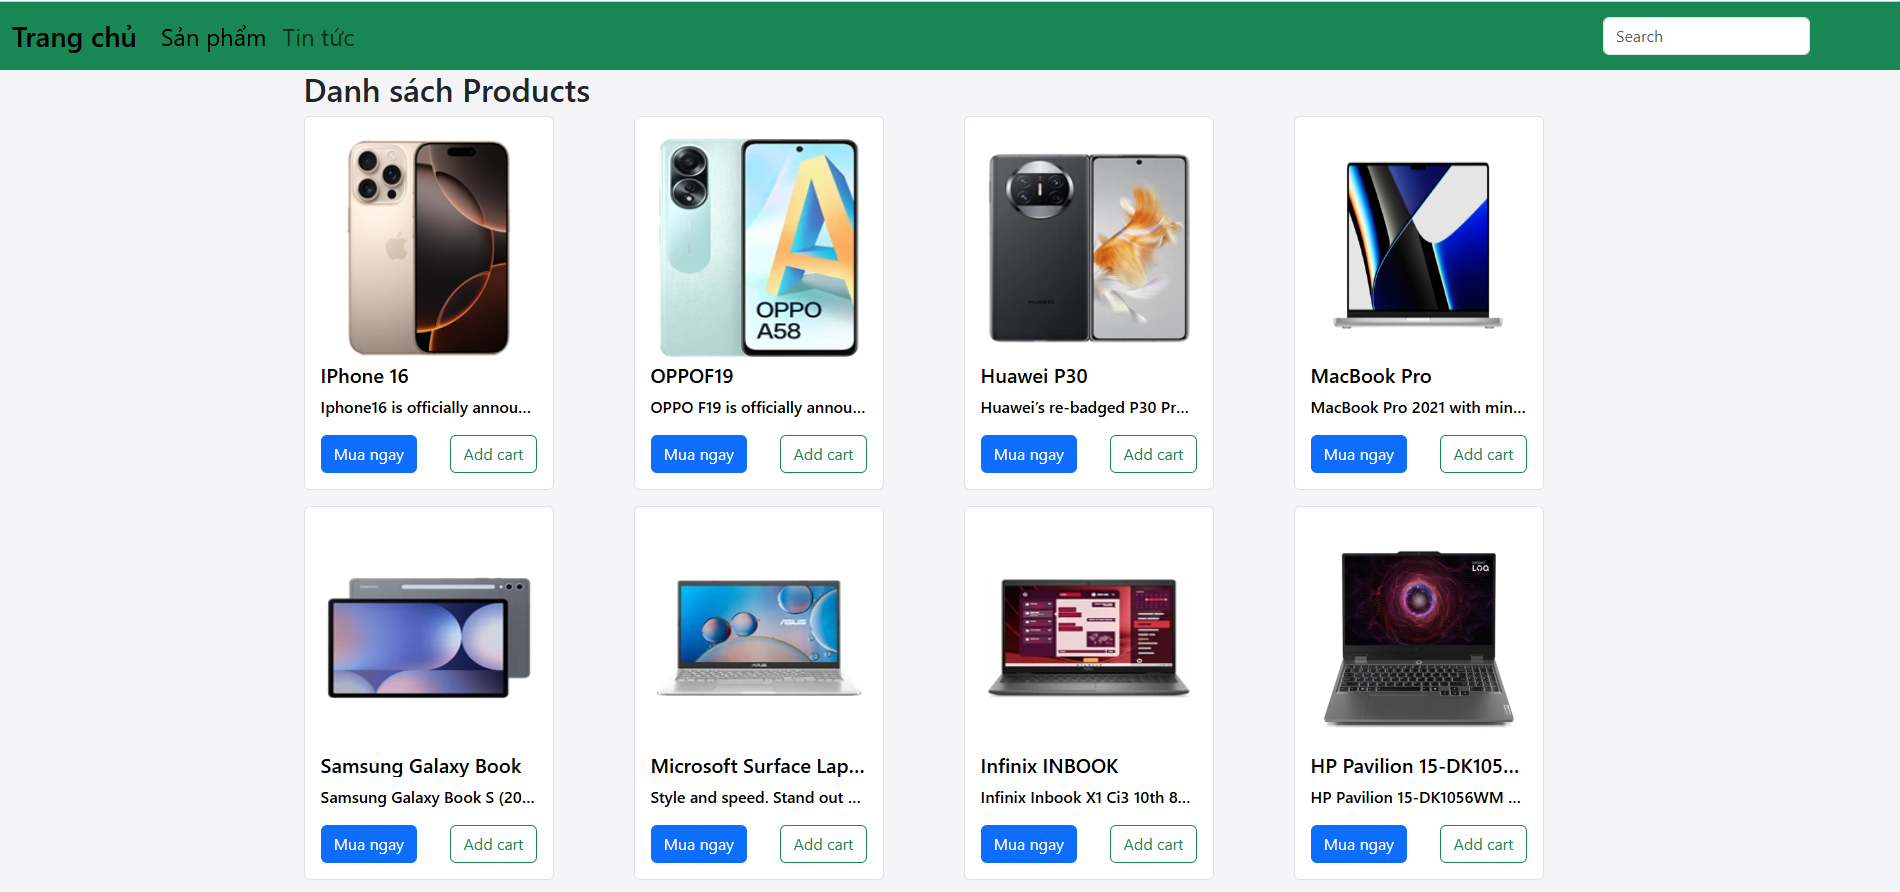 Trang chủ Sản phẩm Tin tức Search
Danh sách Products
OPPO
A58
HUAWEI
IPhone 16 OPPOF19 Huawei P30 MacBook Pro
Iphone16 is officially annou... OPPO F19 is officially annou... Huawei's re-badged P30 Pr... MacBook Pro 2021 with min...
Mua ngay Add cart Mua ngay Add cart Mua ngay Add cart Mua ngay Add cart
LOQ
ASUS
ASUS
Samsung Galaxy Book Microsoft Surface Lap... Infinix INBOOK HP Pavilion 15-DK105...
Samsung Galaxy Book S (20... Style and speed. Stand out ... Infinix Inbook X1 Ci3 10th 8... HP Pavilion 15-DK1056WM ...
Mua ngay Add cart Mua ngay Add cart Mua ngay Add cart Mua ngay Add cart